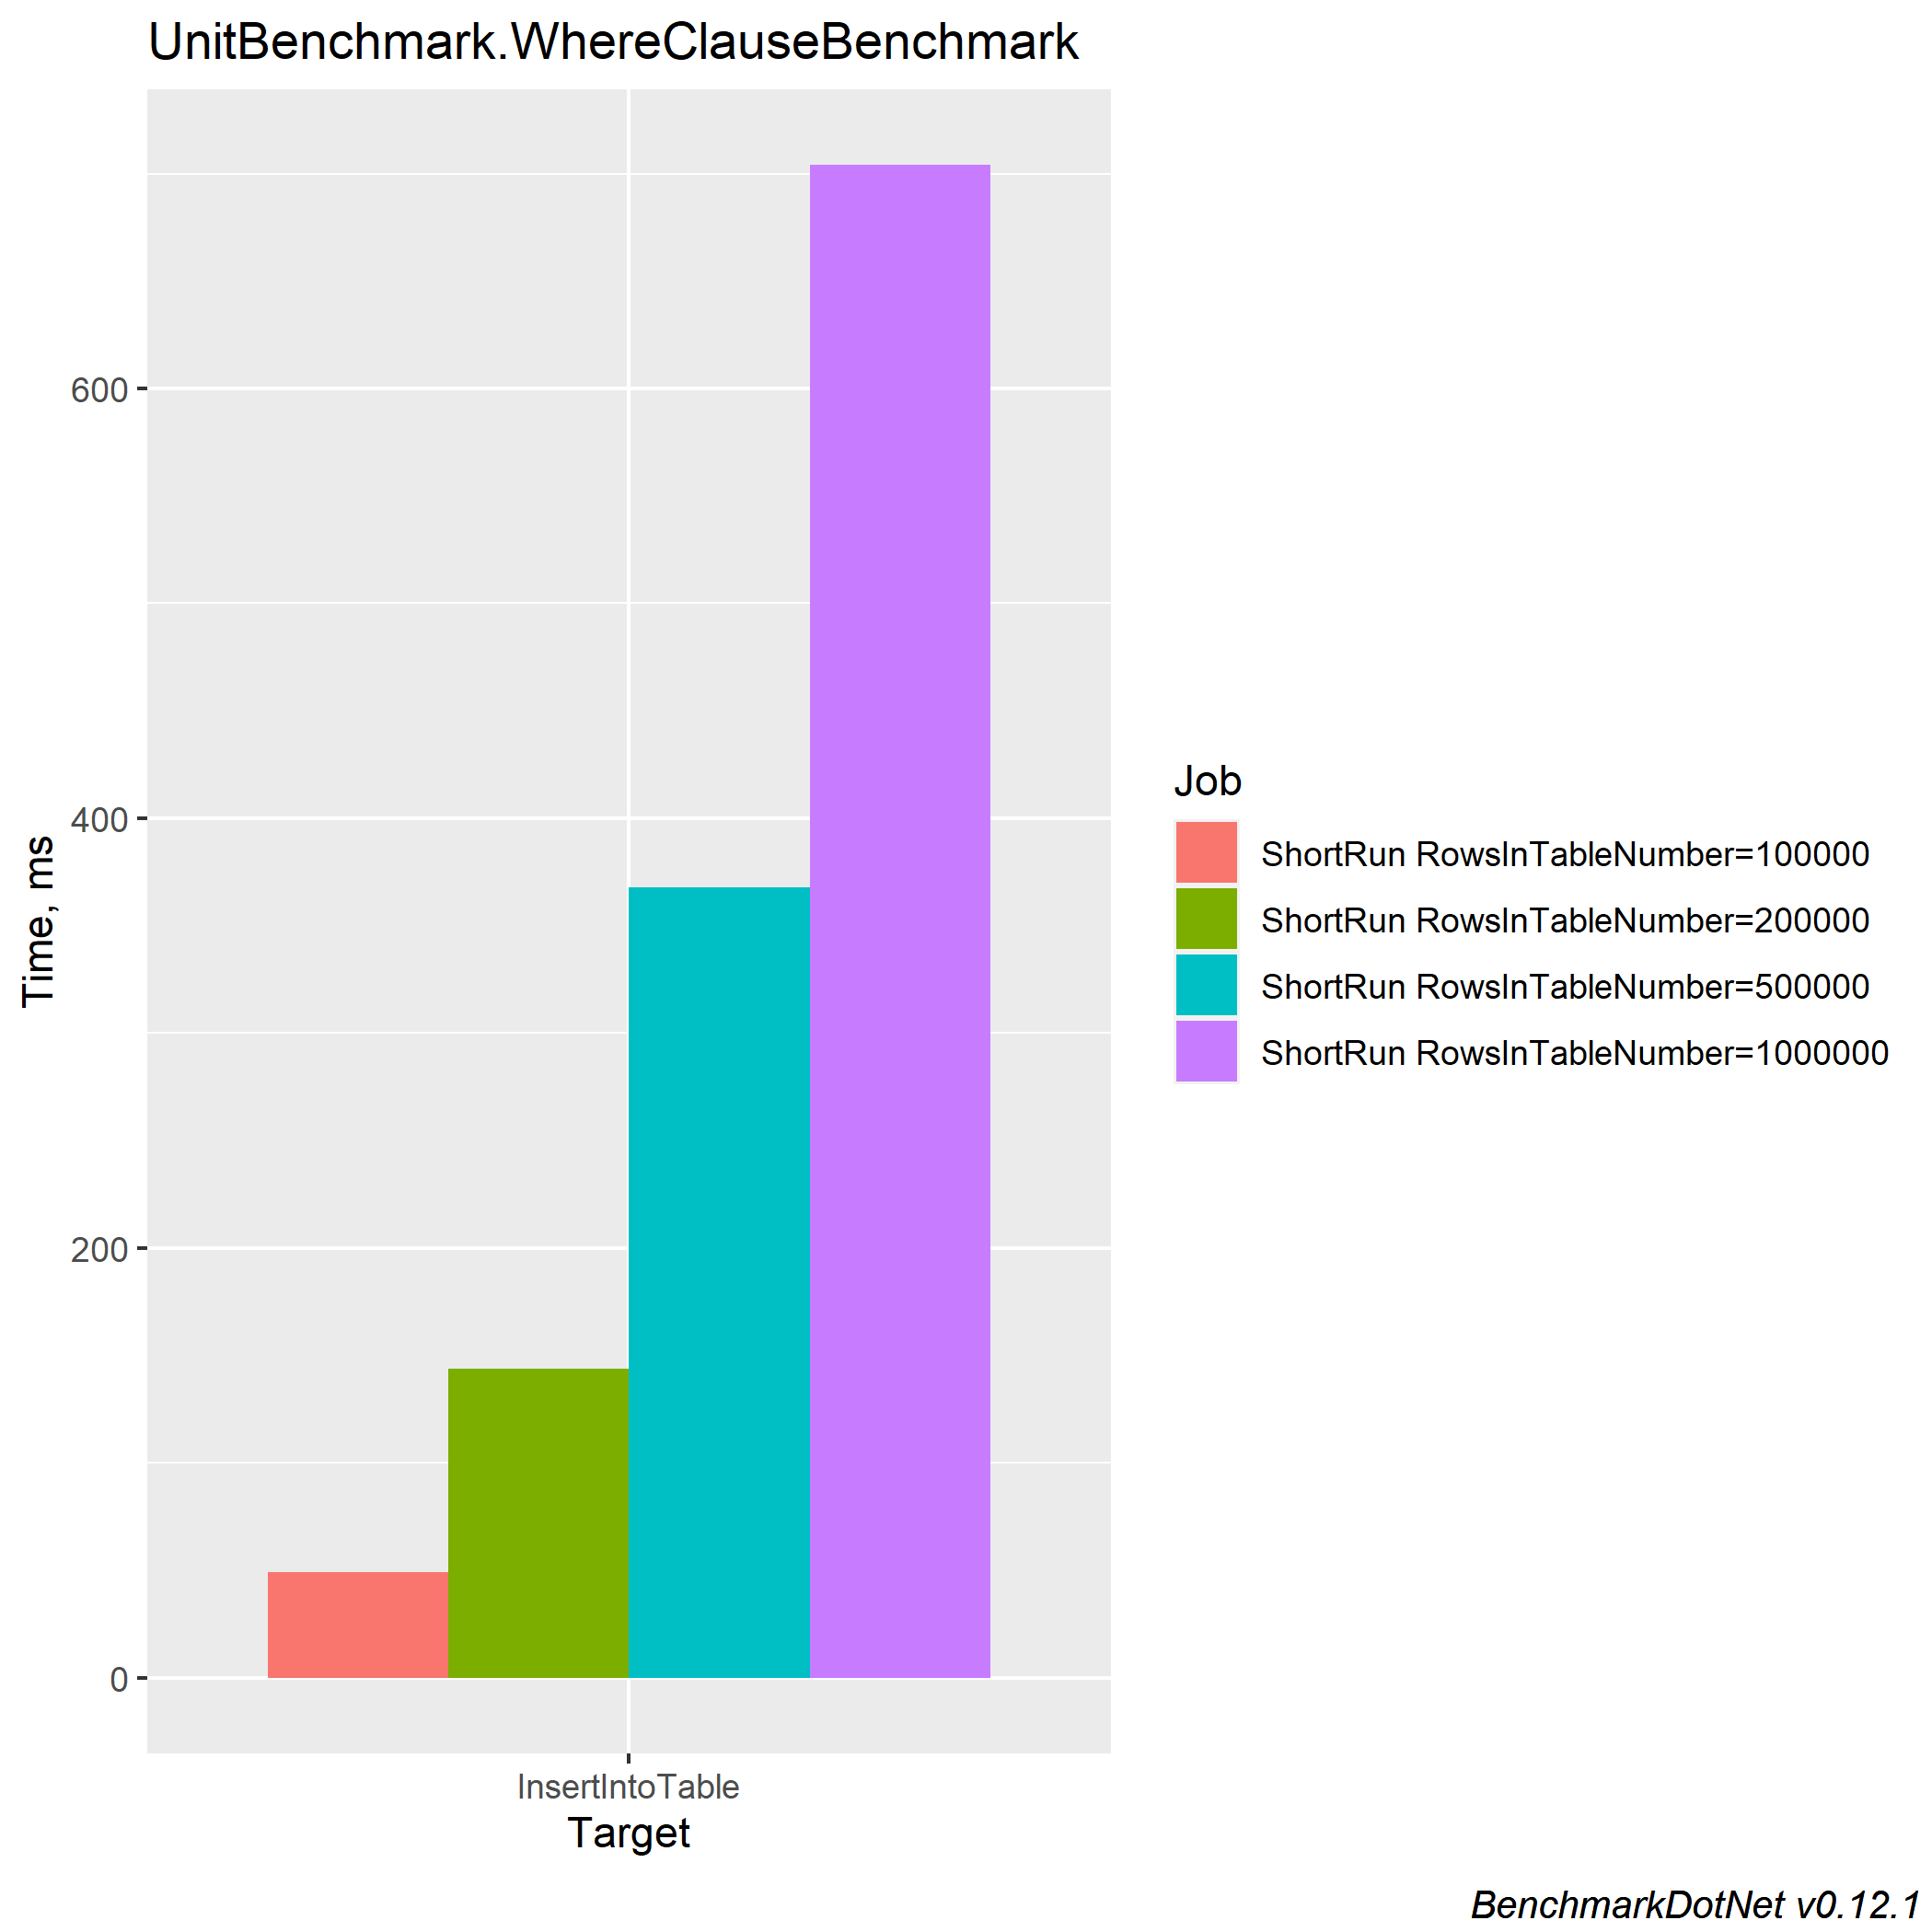 UnitBenchmark.WhereClauseBenchmark
600
400
200
0
Time, ms
InsertIntoTable
Target
Job
ShortRun RowsInTableNumber=100000
ShortRun RowsInTableNumber=200000
ShortRun RowsInTableNumber=500000
ShortRun RowsInTableNumber=1000000
BenchmarkDotNet v0.12.1